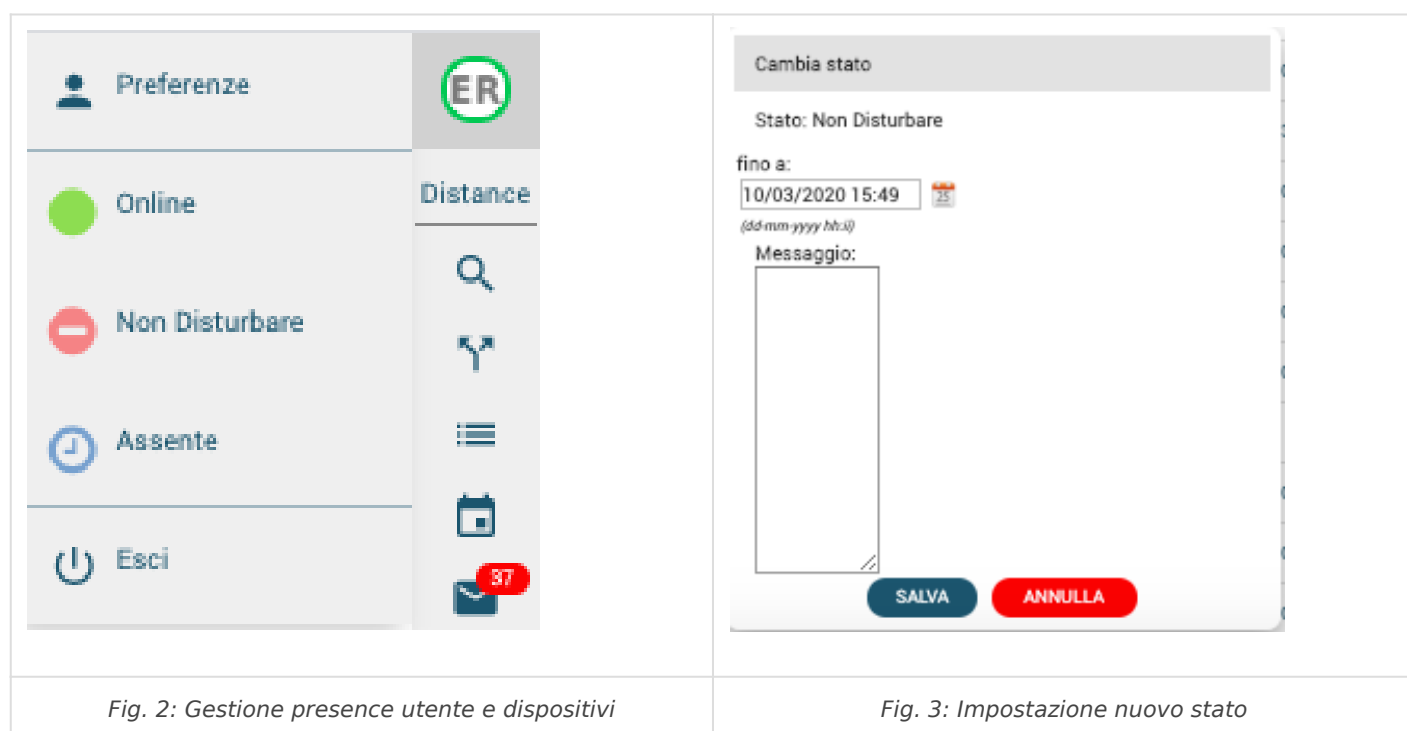 Preferenze
ER
Online
Distance
Non Disturbare
Assente
Esci
37
Fig. 2: Gestione presence utente e dispositivi
Cambia stato
Stato: Non Disturbare
fino a:
10/03/2020 15:49
25
(dd-mm-yyyy hh:ii)
Messaggio:
SALVA
ANNULLA
Fig. 3: Impostazione nuovo stato